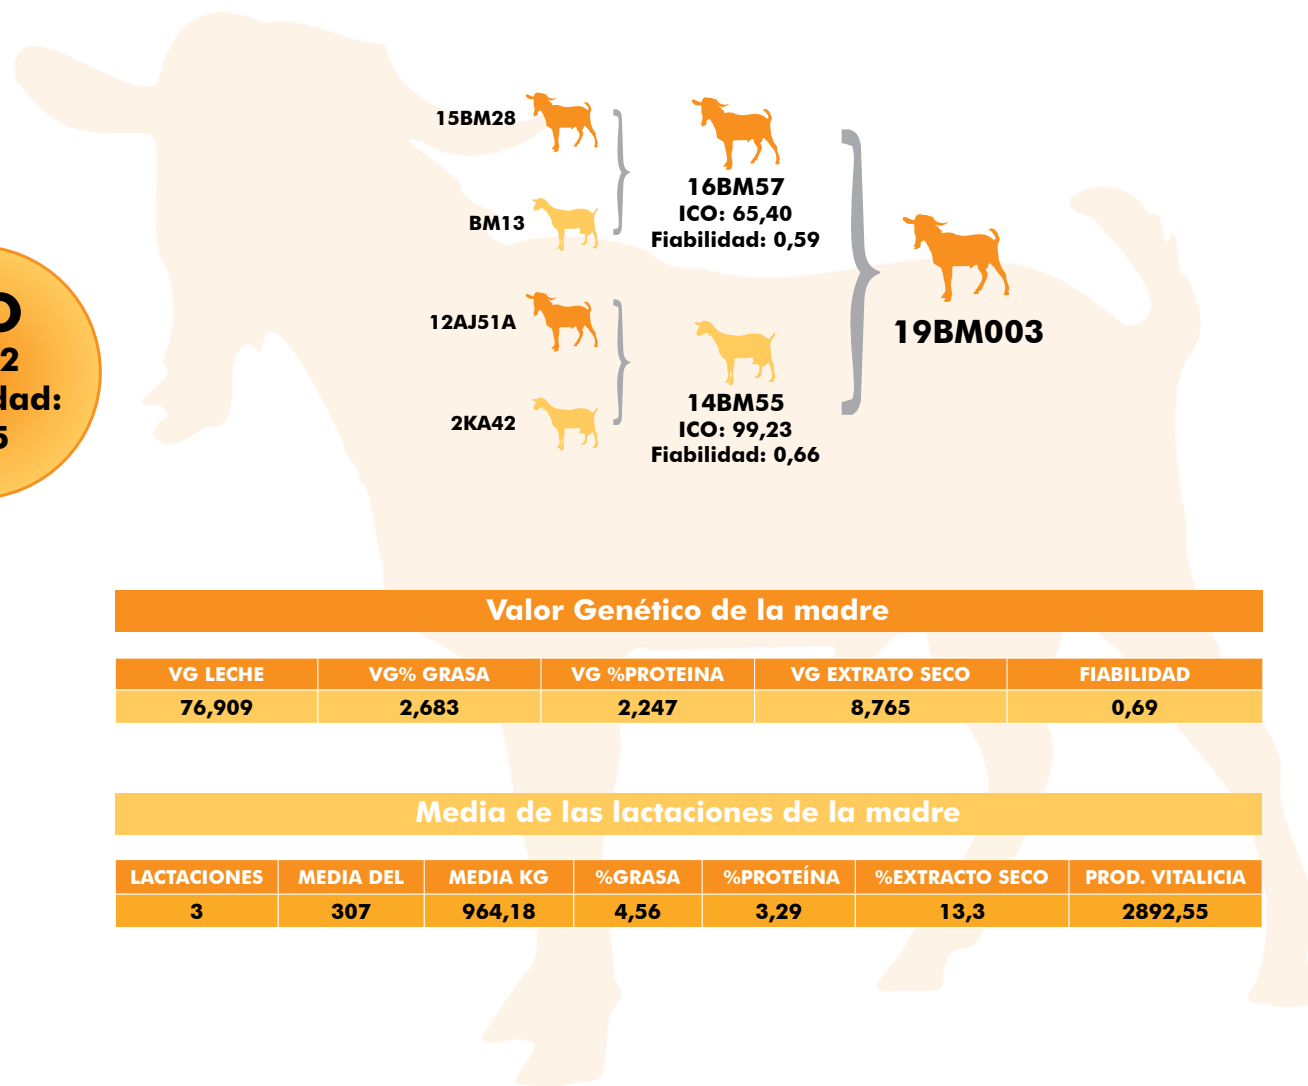 15BM28
BM13
12AJ51A
2KA42
16BM57
ICO: 65,40
Fiabilidad: 0,59
14BM55
ICO: 99,23
Fiabilidad: 0,66
19BM003
Valor Genético de la madre
VG LECHE VG% GRASA VG %PROTEINA VG EXTRATO SECO FIABILIDAD
76,909 2,683 2,247 8,765 0,69
Media de las lactaciones de la madre
LACTACIONES MEDIA DEL MEDIA KG %GRASA %PROTEÍNA %EXTRACTO SECO PROD. VITALICIA
3 307 964,18 4,56 3,29 13,3 2892,55